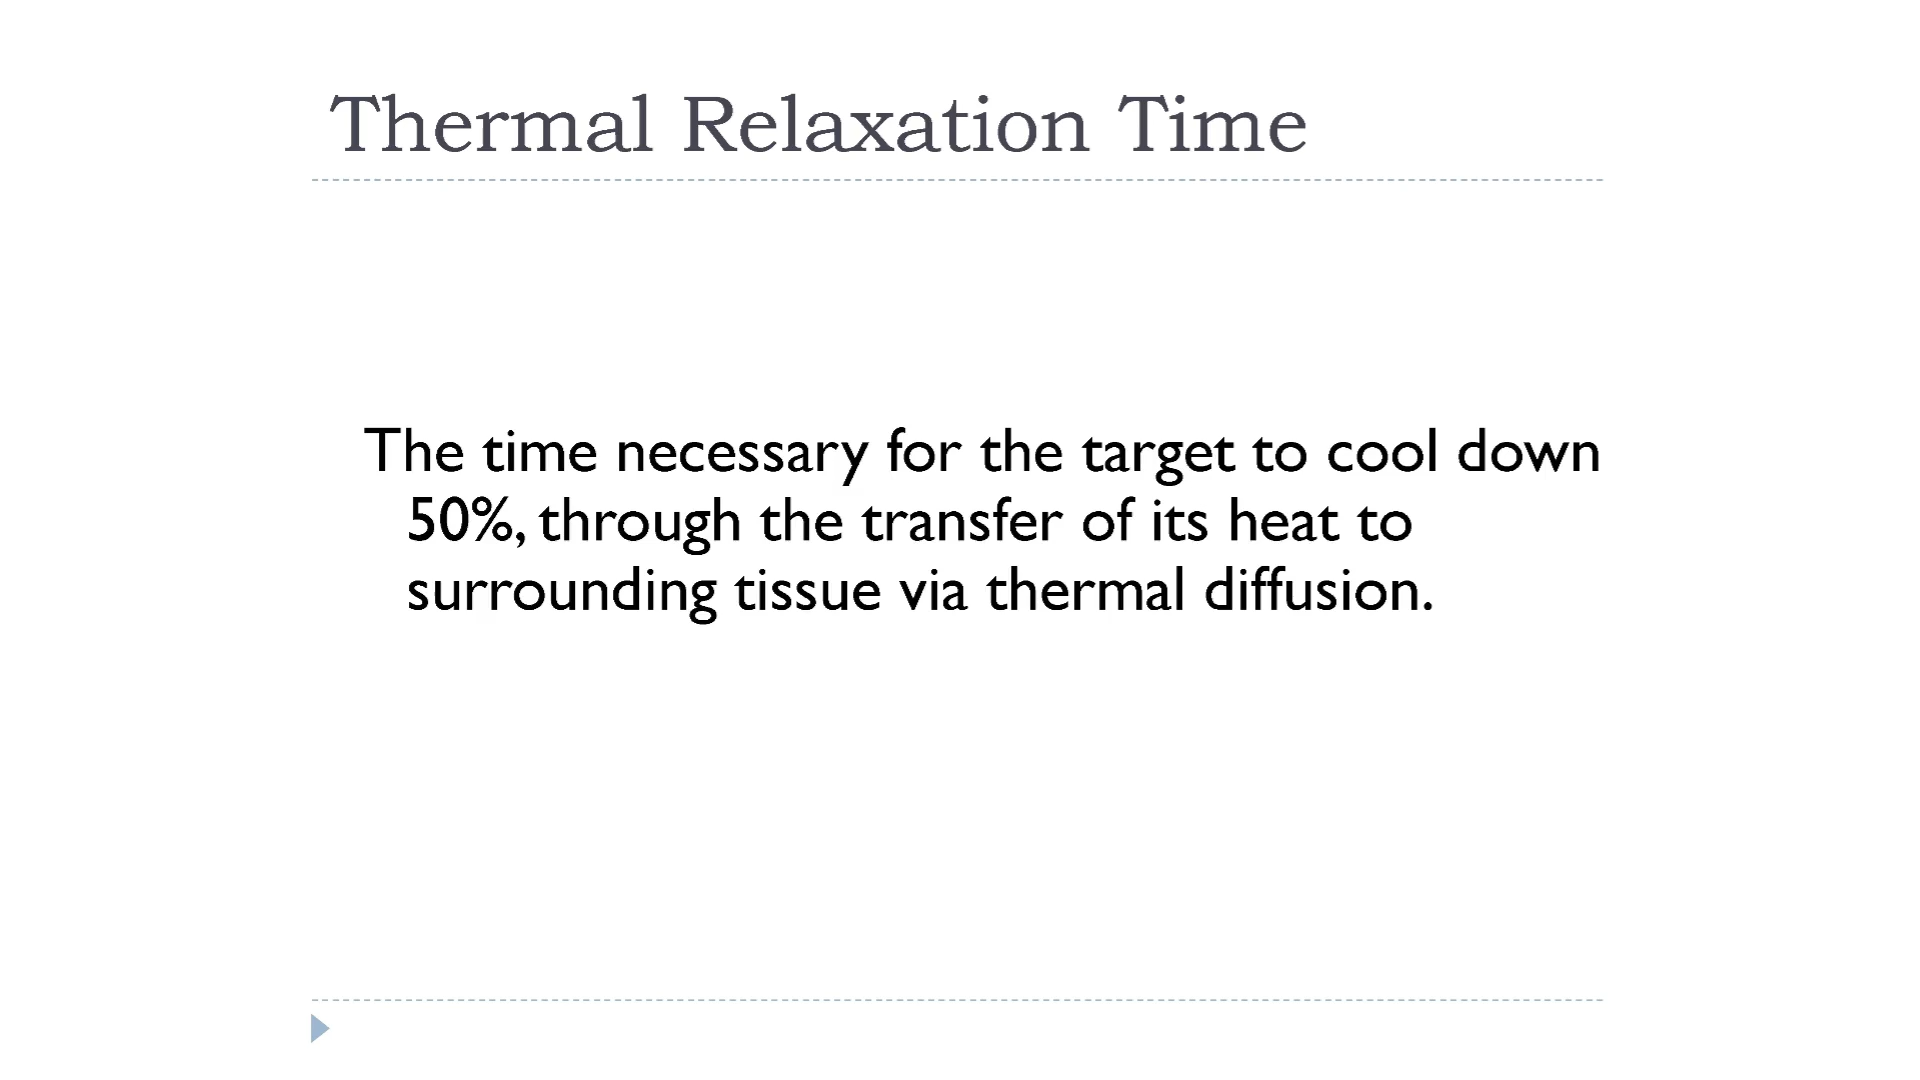 Thermal Relaxation Time
The time necessary for the target to cool down
50%, through the transfer of its heat to
surrounding tissue via thermal diffusion.